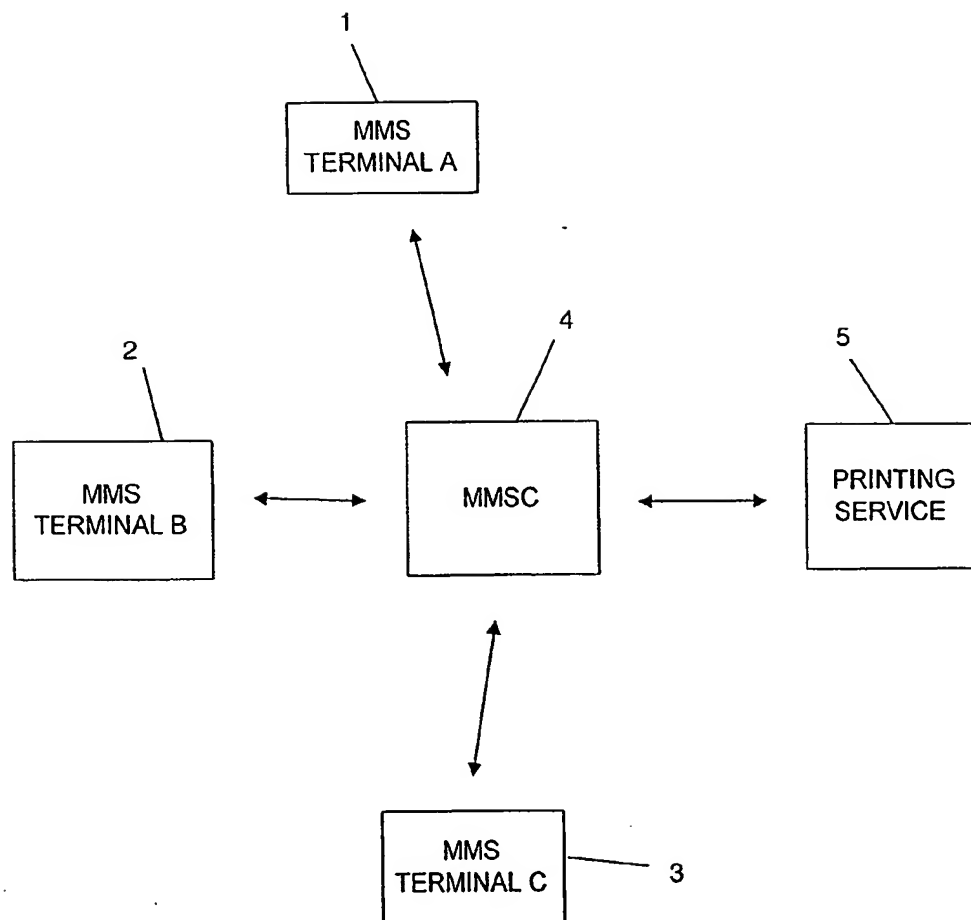 1
MMS
TERMINAL A
2
4
5
MMS
TERMINAL B
MMSC
PRINTING
SERVICE
MMS
TERMINAL C
3